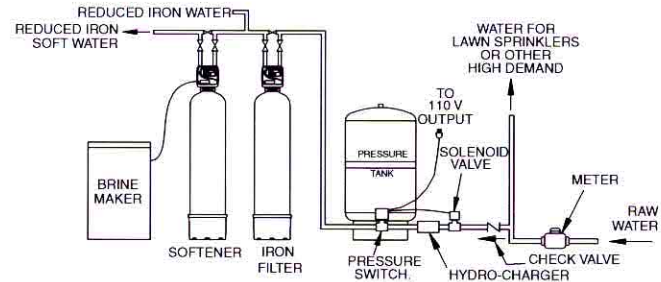 REDUCED IRON WATER
REDUCED IRON
SOFT WATER
WATER FOR
LAWN SPRINKLERS
OR OTHER
HIGH DEMAND
TO
110 V
OUTPUT
SOLENOID
VALVE
PRESSURE
TANK
METER
BRINE
MAKER
RAW
WATER
SOFTENER
IRON
FILTER
PRESSURE
SWITCH.
HYDRO-CHARGER
CHECK VALVE